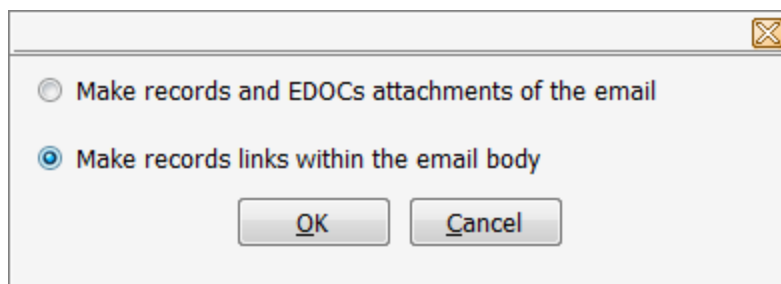 Make records and EDOCs attachments of the email
Make records links within the email body
OK Cancel